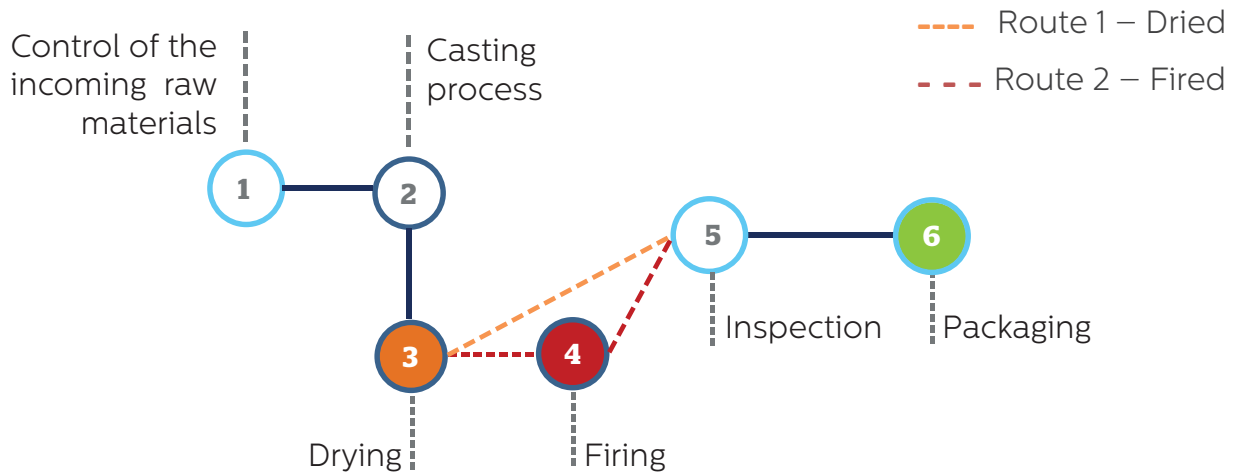 Route 1 – Dried
Route 2 – Fired
Control of the
incoming raw
materials
Casting
process
1
2
5
6
3
4
Inspection
Packaging
Drying
Firing